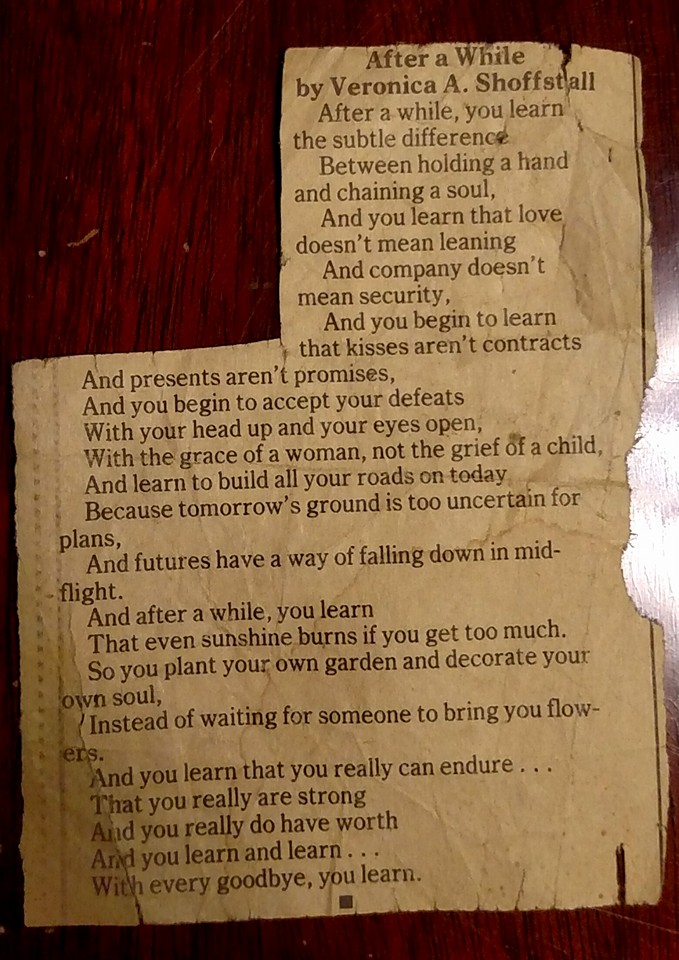 After a While
by Veronica A. Shoffstall
After a while, you learn
the subtle difference
Between holding a hand
and chaining a soul,
And you learn that love
doesn't mean leaning
And company doesn't
mean security,
And you begin to learn
that kisses aren't contracts
And presents aren't promises,
And you begin to accept your defeats
With your head up and your eyes open,
With the grace of a woman, not the grief of a child,
And learn to build all your roads on today
Because tomorrow's ground is too uncertain for
plans,
And futures have a way of falling down in mid-
flight.
And after a while, you learn
That even sunshine burns if you get too much.
So you plant your own garden and decorate your
own soul,
Instead of waiting for someone to bring you flow-
ers.
And you learn that you really can endure . . .
That you really are strong
And you really do have worth
And you learn and learn . . .
With every goodbye, you learn.